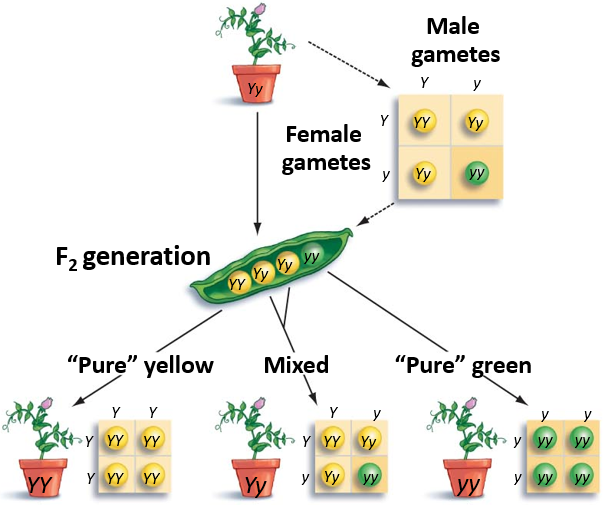 Male
gametes
Yy
Y y
Y YY Yy
Female
gametes
y Yy yy
F2 generation
YY Yy Yy yy
“Pure” yellow Mixed “Pure” green
Y Y
Y YY YY
Y YY YY
YY
Y y
Y YY Yy
y Yy yy
Yy
y y
y yy yy
y yy yy
yy